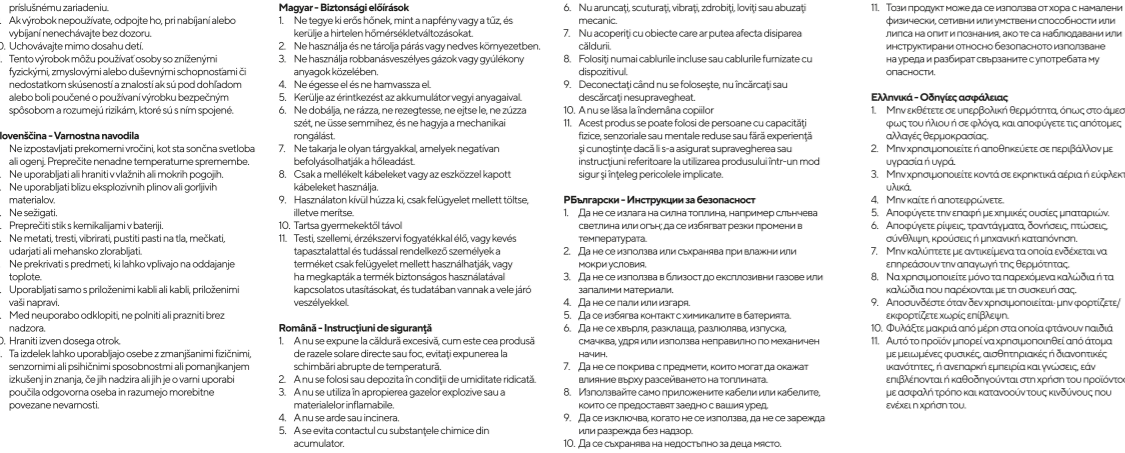 príslušnému zariadeniu.
Ak výrobok nepoužívate, odpojte ho, pri nabíjaní alebo
vybíjaní nenechávajte bez dozoru.
0. Uchovávajte mimo dosahu detí.
Tento výrobok môžu používať osoby so zníženými
fyzickými, zmyslovými alebo duševnými schopnosťami či
nedostatkom skúseností a znalostí ak sú pod dohľadom
alebo boli poučené o používaní výrobku bezpečným
spôsobom a rozumejú rizikám, ktoré sú s ním spojené.
lovenščina - Varnostna navodila
Ne izpostavljati prekomerni vročini, kot sta sončna svetloba
ali ogenj. Preprečite nenadne temperaturne spremembe.
Ne uporabljati ali hraniti v vlažnih ali mokrih pogojih.
Ne uporabljati blizu eksplozivnih plinov ali gorljivih
materialov.
Ne sežigati.
Preprečiti stik s kemikalijami v bateriji.
Ne metati, tresti, vibrirati, pustiti pasti na tla, mečkati,
udarjati ali mehansko zlorabljati.
Ne prekrivati s predmeti, ki lahko vplivajo na oddajanje
toplote.
Uporabljati samo s priloženimi kabli ali kabli, priloženimi
vaši napravi.
Med neuporabo odklopiti, ne polniti ali prazniti brez
nadzora.
0. Hraniti izven dosega otrok.
Ta izdelek lahko uporabljajo osebe z zmanjšanimi fizičnimi,
senzornimi ali psihičnimi sposobnostmi ali pomanjkanjem
izkušenj in znanja, če jih nadzira ali jih je o varni uporabi
poučila odgovorna oseba in razumejo morebitne
povezane nevarnosti.
Magyar - Biztonsági előírások
1. Ne tegye ki erős hőnek, mint a napfény vagy a tűz, és
kerülje a hirtelen hőmérsékletváltozásokat.
2. Ne használja és ne tárolja párás vagy nedves környezetben.
3. Ne használja robbanásveszélyes gázok vagy gyúlékony
anyagok közelében.
4. Ne égesse el és ne hamvassza el.
5. Kerülje az érintkezést az akkumulátor vegyi anyagaival.
6. Ne dobálja, ne rázza, ne rezegtesse, ne ejtse le, ne zúzza
szét, ne üsse semmihez, és ne hagyja a mechanikai
rongálást.
7. Ne takarja le olyan tárgyakkal, amelyek negatívan
befolyásolhatják a hőleadást.
8. Csak a mellékelt kábeleket vagy az eszközzel kapott
kábeleket használja.
9. Használaton kívül húzza ki, csak felügyelet mellett töltse,
illetve merítse.
10. Tartsa gyermekektől távol
11. Testi, szellemi, érzékszervi fogyatékkal élő, vagy kevés
tapasztalattal és tudással rendelkező személyek a
terméket csak felügyelet mellett használhatják, vagy
ha megkapták a termék biztonságos használatával
kapcsolatos utasításokat, és tudatában vannak a vele járó
veszélyekkel.
Română - Instrucțiuni de siguranță
1. A nu se expune la căldură excesivă, cum este cea produsă
de razele solare directe sau foc, evitați expunerea la
schimbări abrupte de temperatură.
2. A nu se folosi sau depozita în condiții de umiditate ridicată.
3. A nu se utiliza în apropierea gazelor explozive sau a
materialelor inflamabile.
4. A nu se arde sau incinera.
5. A se evita contactul cu substanțele chimice din
acumulator.
6. Nu aruncați, scuturați, vibrați, zdrobiți, loviți sau abuzați
mecanic.
7. Nu acoperiți cu obiecte care ar putea afecta disiparea
căldurii.
8. Folosiți numai cablurile incluse sau cablurile furnizate cu
dispozitivul.
9. Deconectați când nu se folosește, nu încărcați sau
descărcați nesupravegheat.
10. A nu se lăsa la îndemâna copiilor
11. Acest produs se poate folosi de persoane cu capacități
fizice, senzoriale sau mentale reduse sau fără experiență
și cunoștințe dacă li s-a asigurat supravegherea sau
instrucțiuni referitoare la utilizarea produsului într-un mod
sigur și înțeleg pericolele implicate.
PБългарски - Инструкции за безопасност
1. Да не се излага на силна топлина, например слънчева
светлина или огън; да се избягват резки промени в
температурата.
2. Да не се използва или съхранява при влажни или
мокри условия.
3. Да не се използва в близост до експлозивни газове или
запалими материали.
4. Да не се пали или изгаря.
5. Да се избягва контакт с химикалите в батерията.
6. Да не се хвърля, разклаща, разлюлява, изпуска,
смачква, удря или използва неправилно по механичен
начин.
7. Да не се покрива с предмети, които могат да окажат
влияние върху разсейването на топлината.
8. Използвайте само приложените кабели или кабелите,
които се предоставят заедно с вашия уред.
9. Да се изключва, когато не се използва, да не се зарежда
или разрежда без надзор.
10. Да се съхранява на недостъпно за деца място.
11. Този продукт може да се използва от хора с намалени
физически, сетивни или умствени способности или
липса на опит и познания, ако те са наблюдавани или
инструктирани относно безопасното използване
на уреда и разбират свързаните с употребата му
опасности.
Ελληνικά - Οδηγίες ασφάλειας
1. Μην εκθέτετε σε υπερβολική θερμότητα, όπως στο άμεσ
φως του ήλιου ή σε φλόγα, και αποφύγετε τις απότομες
αλλαγές θερμοκρασίας.
2. Μην χρησιμοποιείτε ή αποθηκεύετε σε περιβάλλον με
υγρασία ή υγρά.
3. Μην χρησιμοποιείτε κοντά σε εκρηκτικά αέρια ή εύφλεκτ
υλικά.
4. Μην καίτε ή αποτεφρώνετε.
5. Αποφύγετε την επαφή με χημικές ουσίες μπαταριών.
6. Αποφύγετε ρίψεις, τραντάγματα, δονήσεις, πτώσεις,
σύνθλιψη, κρούσεις ή μηχανική καταπόνηση.
7. Μην καλύπτετε με αντικείμενα τα οποία ενδέχεται να
επηρεάσουν την απαγωγή της θερμότητας.
8. Να χρησιμοποιείτε μόνο τα παρεχόμενα καλώδια ή τα
καλώδια που παρέχονται με τη συσκευή σας.
9. Αποσυνδέστε όταν δεν χρησιμοποιείται· μην φορτίζετε/
εκφορτίζετε χωρίς επίβλεψη.
10. Φυλάξτε μακριά από μέρη στα οποία φτάνουν παιδιά
11. Αυτό το προϊόν μπορεί να χρησιμοποιηθεί από άτομα
με μειωμένες φυσικές, αισθητηριακές ή διανοητικές
ικανότητες, ή ανεπαρκή εμπειρία και γνώσεις, εάν
επιβλέπονται ή καθοδηγούνται στη χρήση του προϊόντος
με ασφαλή τρόπο και κατανοούν τους κινδύνους που
ενέχει η χρήση του.